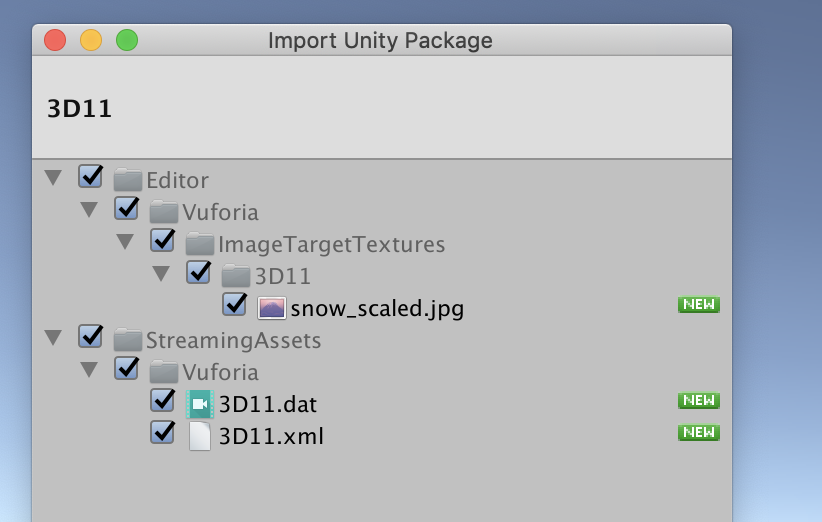 Import Unity Package
3D11
Editor
Vuforia
ImageTargetTextures
3D11
snow_scaled.jpg NEW
StreamingAssets
Vuforia
3D11.dat NEW
3D11.xml NEW